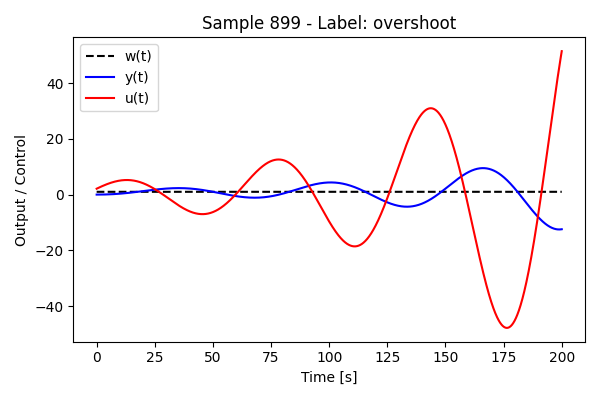 Sample 899 - Label: overshoot
w(t)
y(t)
u(t)
Output / Control
40
20
0
−20
−40
0 25 50 75 100 125 150 175 200
Time [s]